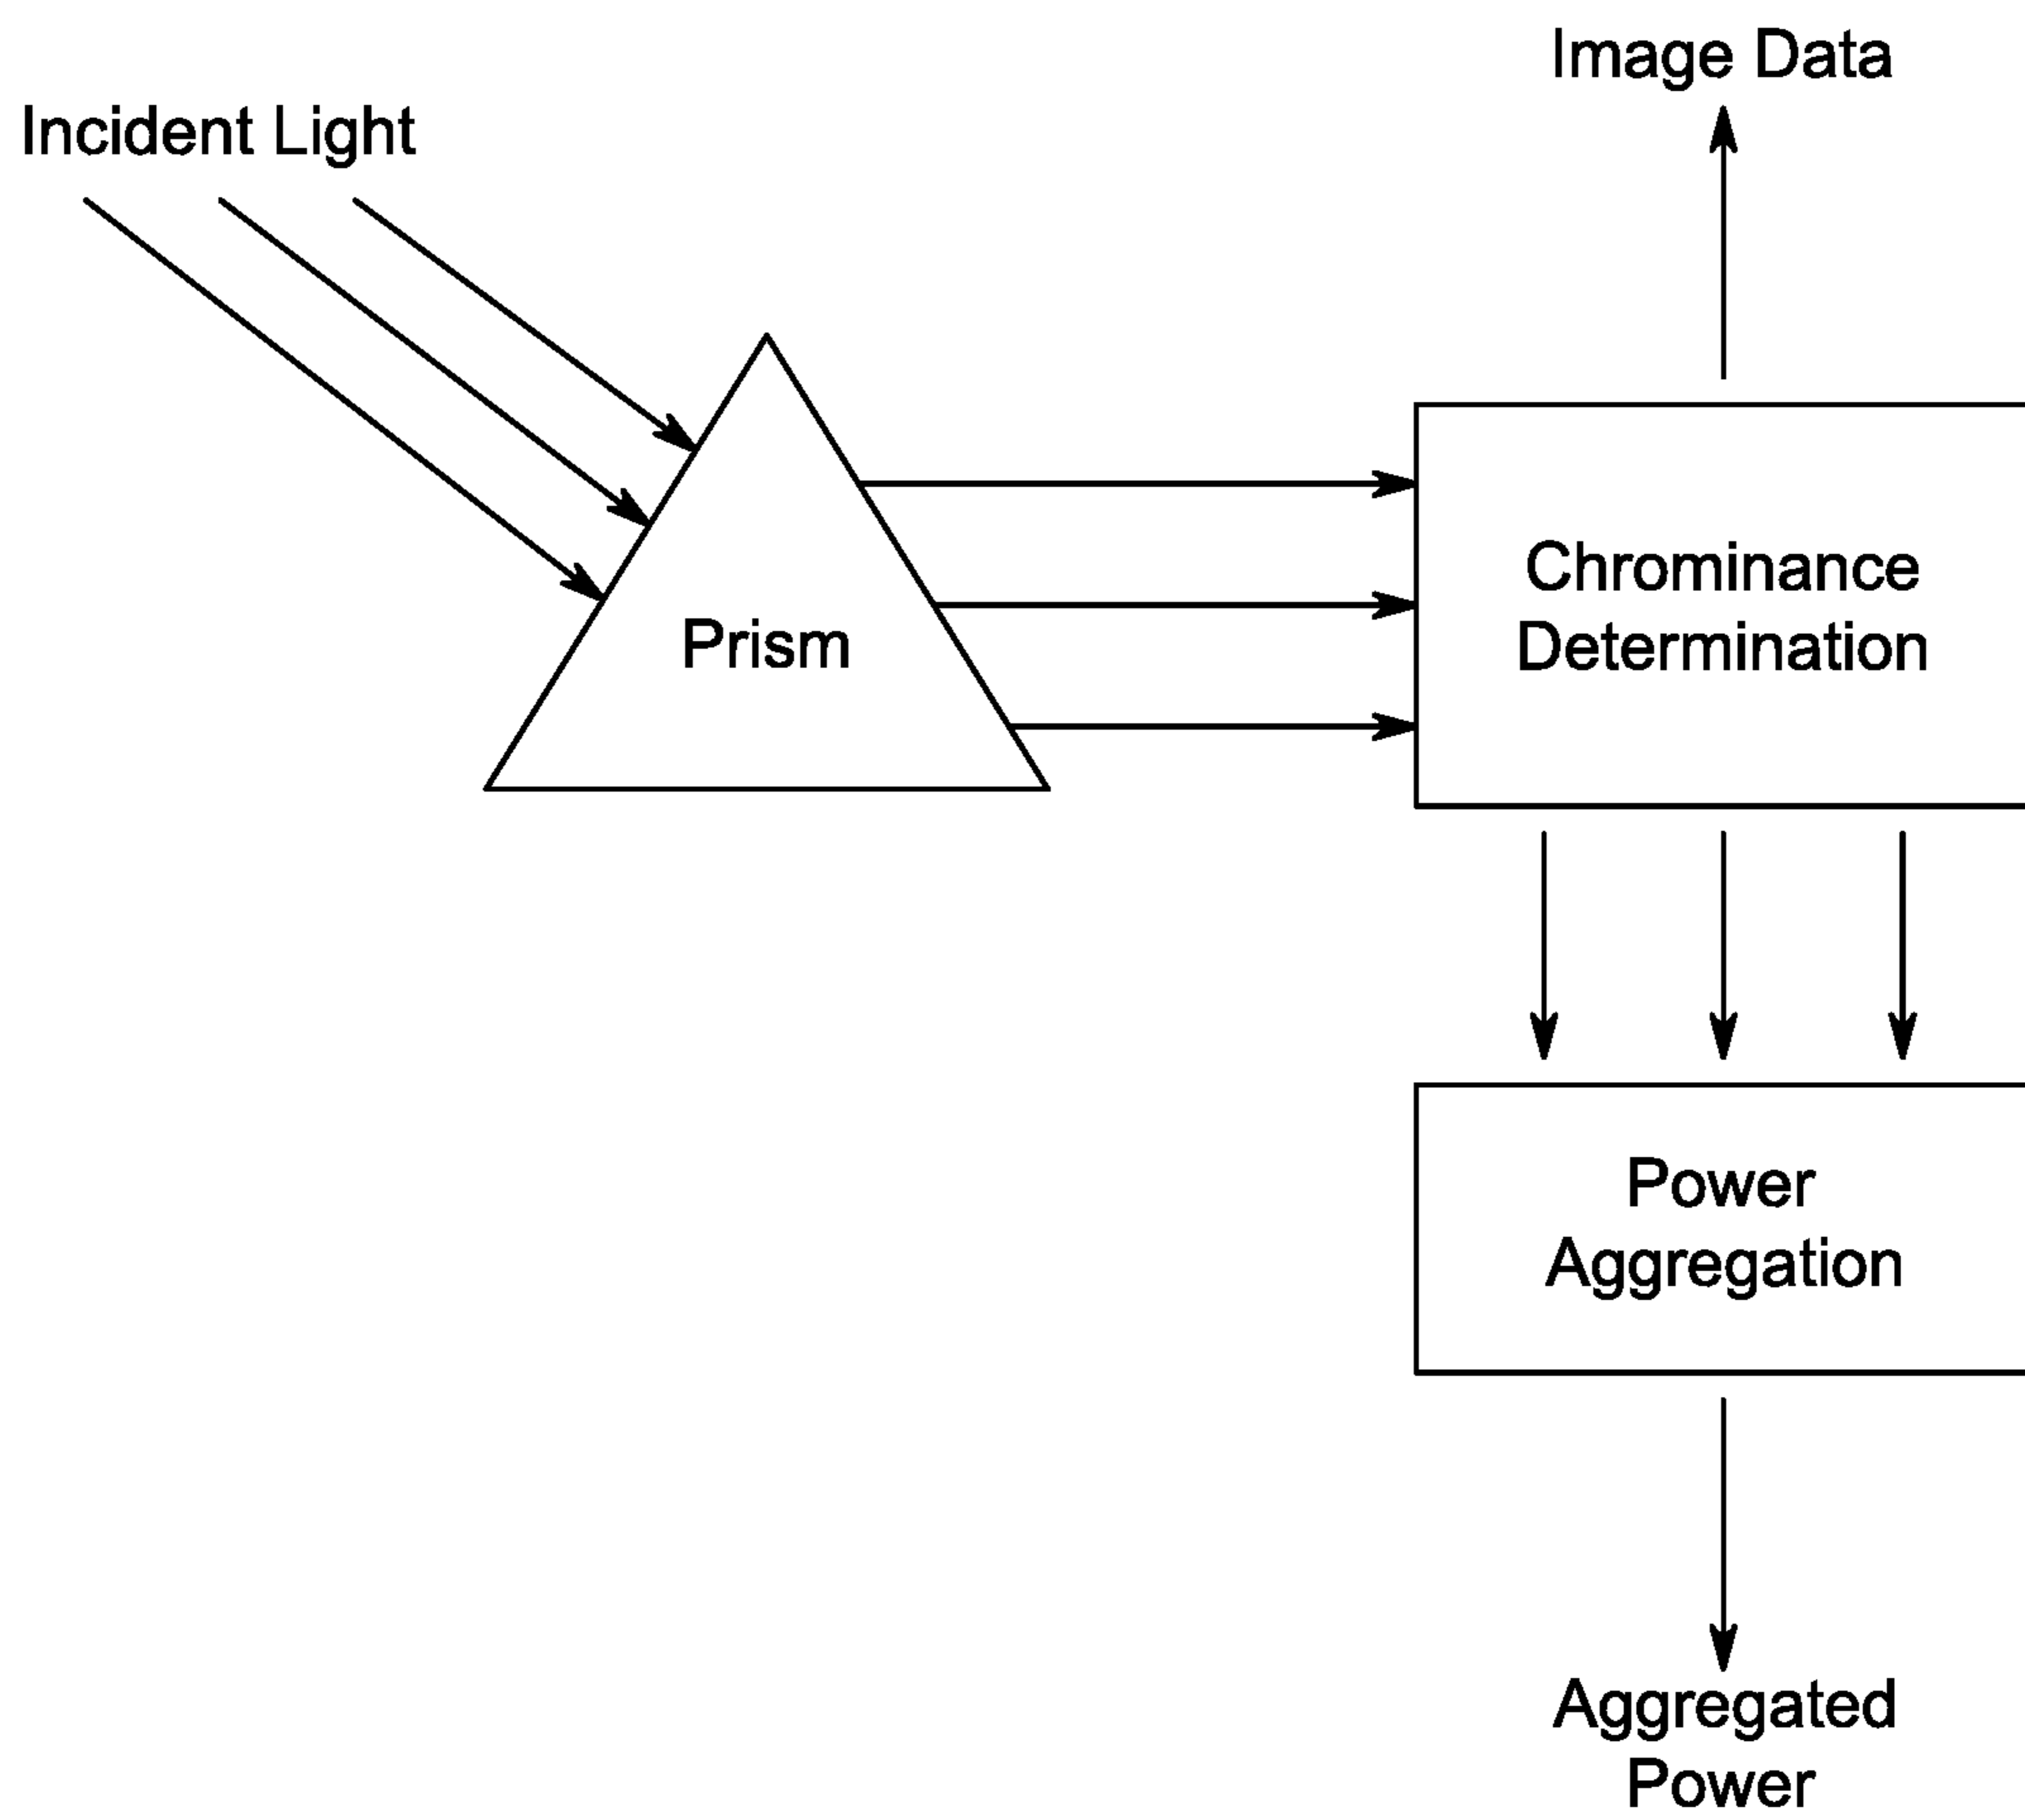 Image Data
Incident Light
Prism
Chrominance
Determination
Power
Aggregation
Aggregated
Power